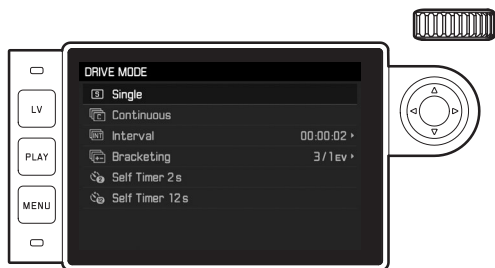 DRIVE MODE
S Single
C Continuous
INT Interval 00:00:02
Bracketing 3/1EV
Self Timer 2s
Self Timer 12s
LV
PLAY
MENU